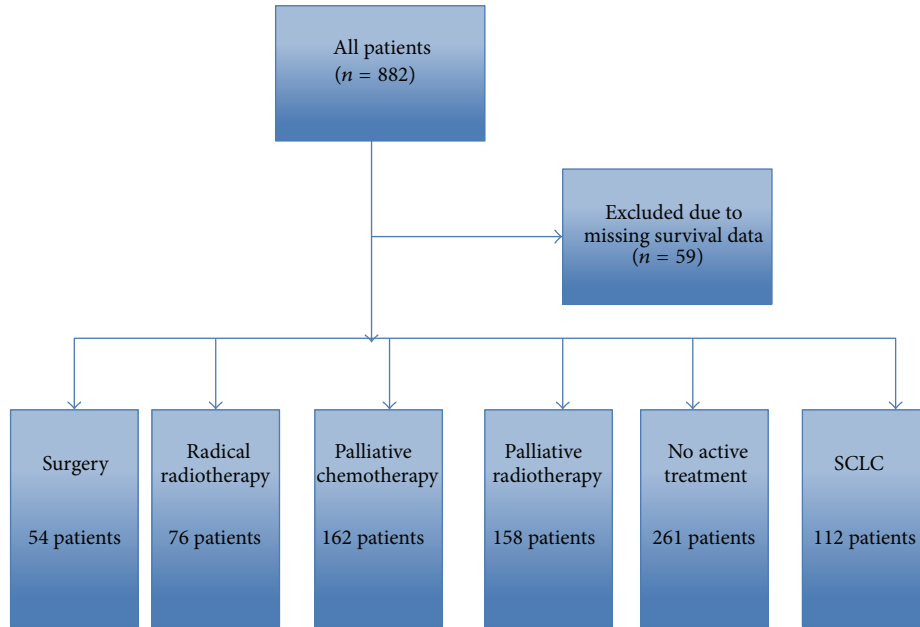 All patients
(n = 882)
Excluded due to
missing survival data
(n = 59)
Surgery
54 patients
Radical
radiotherapy
76 patients
Palliative
chemotherapy
162 patients
Palliative
radiotherapy
158 patients
No active
treatment
261 patients
SCLC
112 patients